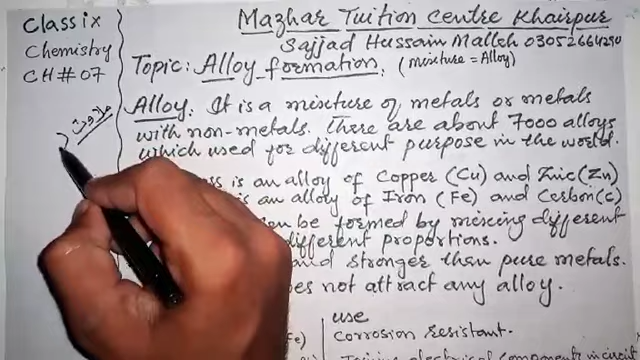 Class ix
Chemistry
CH # 07
ملاوٹ
Mazhar Tuition Centre Khairpur
Sajjad Hussain Malleh 03052664290
Topic: Alloy formation. (mixture = Alloy)
Alloy: It is a mixture of metals or metals
with non-metals. There are about 7000 alloys
which used for different purpose in the world.
is an alloy of Copper (Cu) and Zinc (Zn)
is an alloy of Iron (Fe) and Carbon (c)
be formed by mixing different
different proportions.
and stronger than pure metals.
does not attract any alloy.
use
Corrosion resistant.